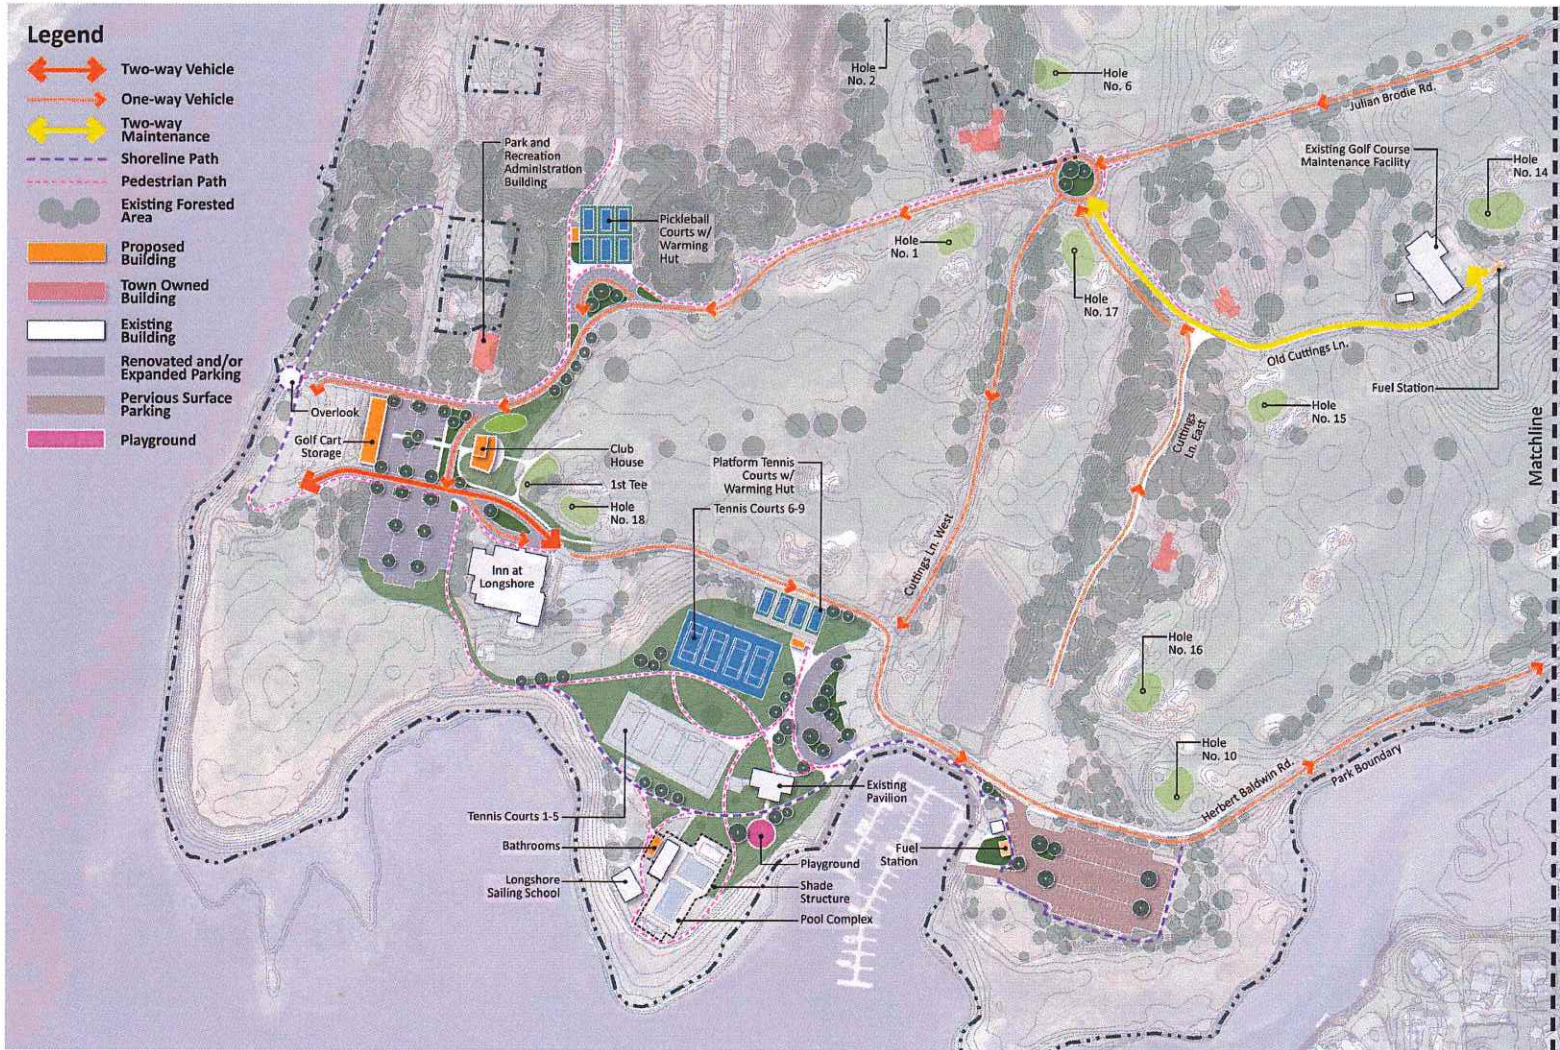 Legend
Two-way Vehicle
One-way Vehicle
Two-way
Maintenance
Shoreline Path
Pedestrian Path
Existing Forested
Area
Proposed
Building
Town Owned
Building
Existing
Building
Renovated and/or
Expanded Parking
Pervious Surface
Parking
Playground
Hole
No. 2
Hole
No. 6
Julian Brodie Rd.
Existing Golf Course
Maintenance Facility
Hole
No. 14
Park and
Recreation
Administration
Building
Pickleball
Courts w/
Warming
Hut
Hole
No. 1
Hole
No. 17
Old Cuttings Ln.
Fuel Station
Overlook
Golf Cart
Storage
Club
House
1st Tee
Hole
No. 18
Platform Tennis
Courts w/
Warming Hut
Tennis Courts 6-9
Cuttings
Ln. East
Hole
No. 15
Matchline
Cuttings Ln. West
Inn at
Longshore
Hole
No. 16
Hole
No. 10
Herbert Baldwin Rd.
Park Boundary
Existing
Pavilion
Tennis Courts 1-5
Bathrooms
Longshore
Sailing School
Playground
Shade
Structure
Pool Complex
Fuel
Station